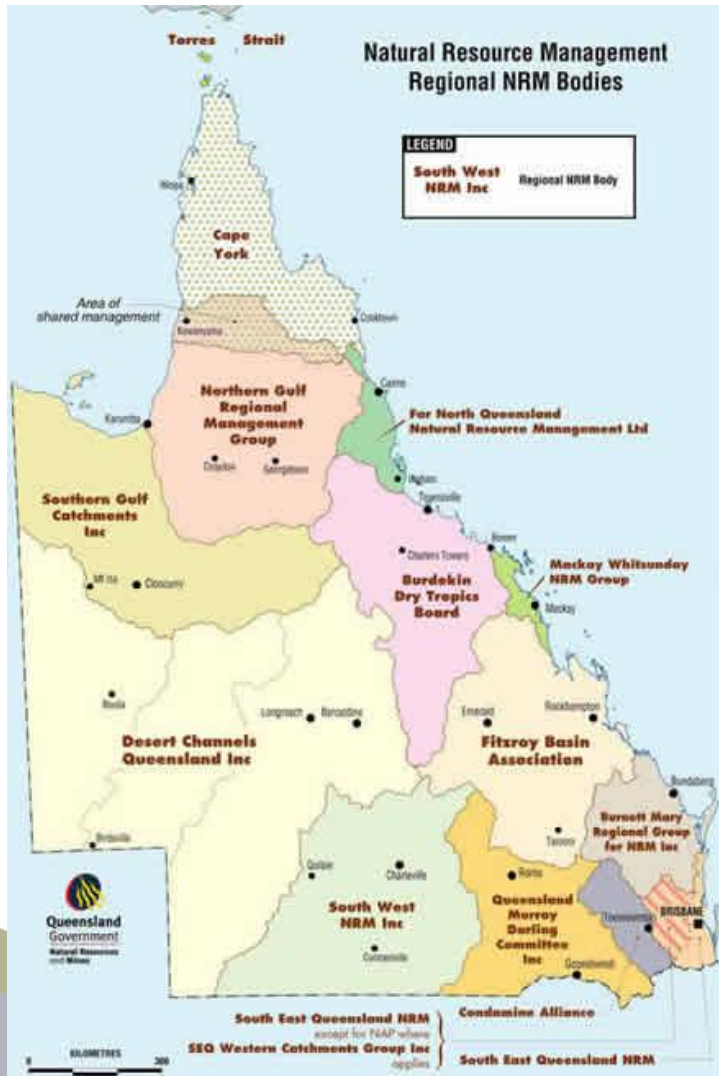 Torres Strait
Natural Resource Management
Regional NRM Bodies
LEGEND
South West
NRM Inc
Regional NRM Body
Weipa
Cape
York
Area of
shared management
Kowanyama
Cooktown
Northern Gulf
Regional
Management
Group
Cairns
Karumba
Far North Queensland
Natural Resource Management Ltd
Croydon
Georgetown
Ingham
Southern Gulf
Catchments
Inc
Townsville
Bowen
Charters Towers
Mackay Whitsunday
NRM Group
Mt Isa
Cloncurry
Burdekin
Dry Tropics
Board
Mackay
Boulia
Longreach
Barcaldine
Emerald
Rockhampton
Desert Channels
Queensland Inc
Fitzroy Basin
Association
Bundaberg
Burnett Mary
Regional Group
for NRM Inc
Birdsville
Taroom
Quilpie
Charleville
Roma
Queensland
Murray
Darling
Committee
Inc
South West
NRM Inc
Toowoomba
BRISBANE
Cunnamulla
Goondiwindi
Queensland
Government
Natural Resources
and Mines
South East Queensland NRM
except for NAP where
SEQ Western Catchments Group Inc
applies
Condamine Alliance
South East Queensland NRM
0
KILOMETRES
300